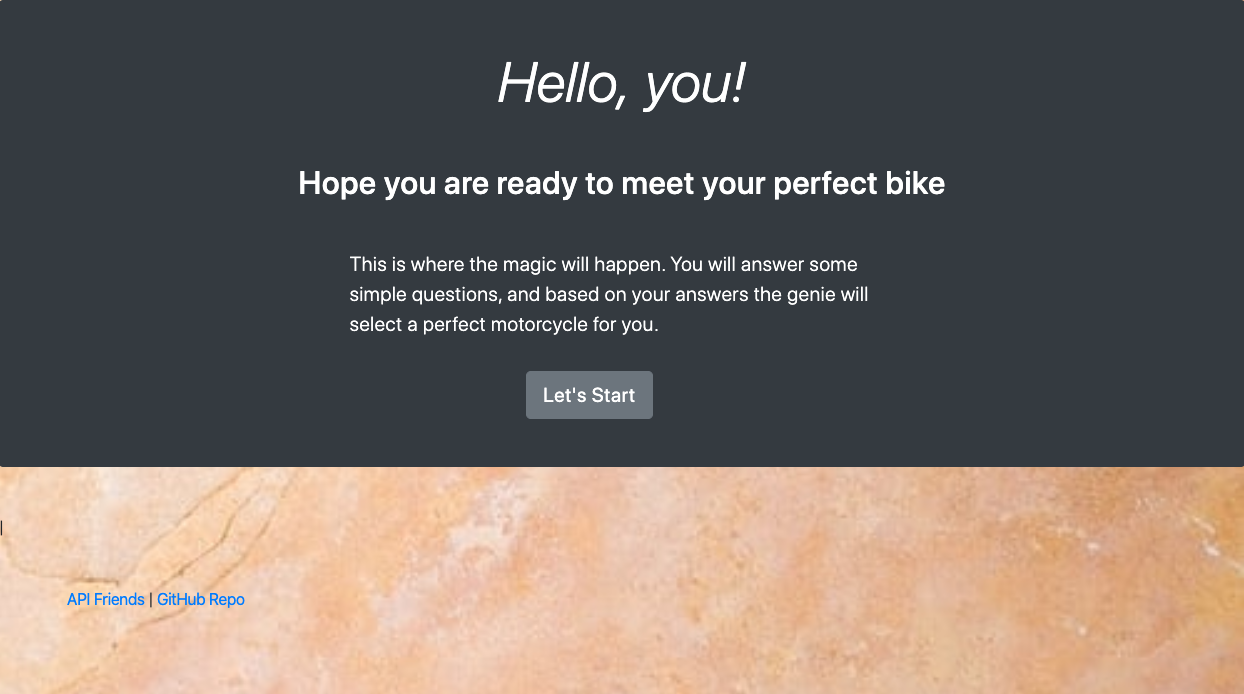 Hello, you!
Hope you are ready to meet your perfect bike
This is where the magic will happen. You will answer some
simple questions, and based on your answers the genie will
select a perfect motorcycle for you.
Let's Start
|
API Friends | GitHub Repo